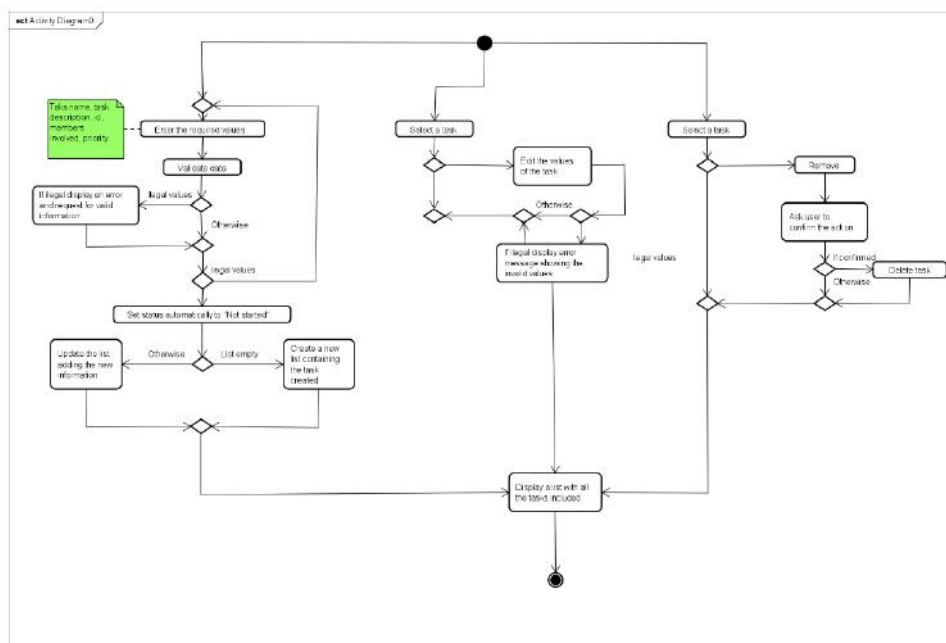 act Activity Diagram0
Taks name, task
description, id,
members
involved, priority.
Enter the required values
Validate data
If illegal display an error
and request for valid
information
Illegal values
Otherwise
Illegal values
Set status automatically to "Not started"
Update the list
adding the new
information
Otherwise
List empty
Create a new
list containing
the task
created
Select a task
Edit the values
of the task
Otherwise
If illegal display error
message showing the
invalid values
Illegal values
Select a task
Remove
Ask user to
confirm the action
If confirmed
Otherwise
Delete task
Display a list with all
the tasks included